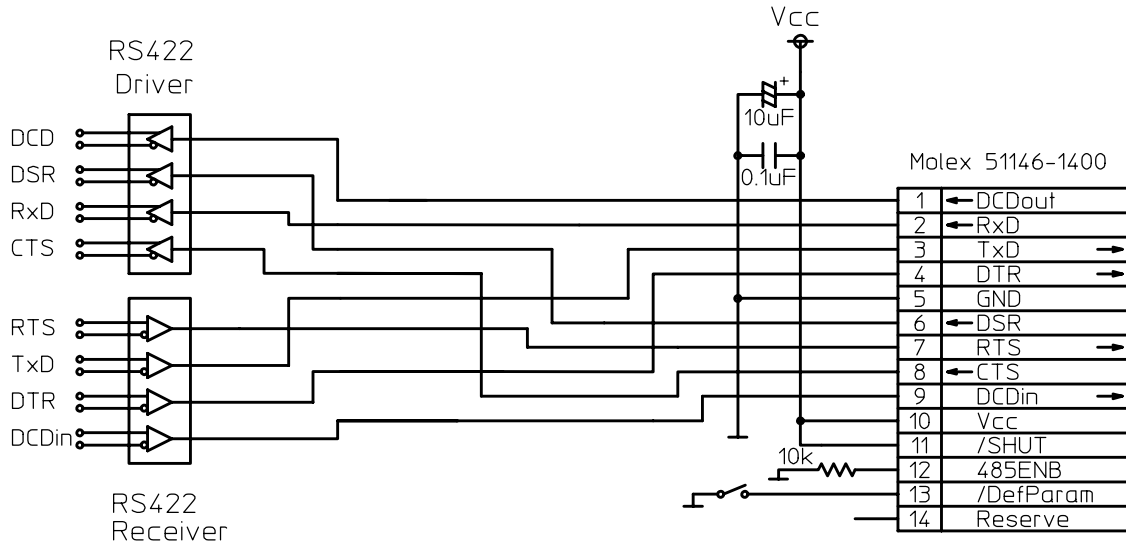 Vcc
RS422
Driver
+
10uF
0.1uF
DCD
DSR
RxD
CTS
Molex 51146-1400
1 DCDout
2 RxD
3 TxD
4 DTR
5 GND
6 DSR
7 RTS
8 CTS
9 DCDin
10 Vcc
11 /SHUT
12 485ENB
13 /DefParam
14 Reserve
RTS
TxD
DTR
DCDin
10k
RS422
Receiver